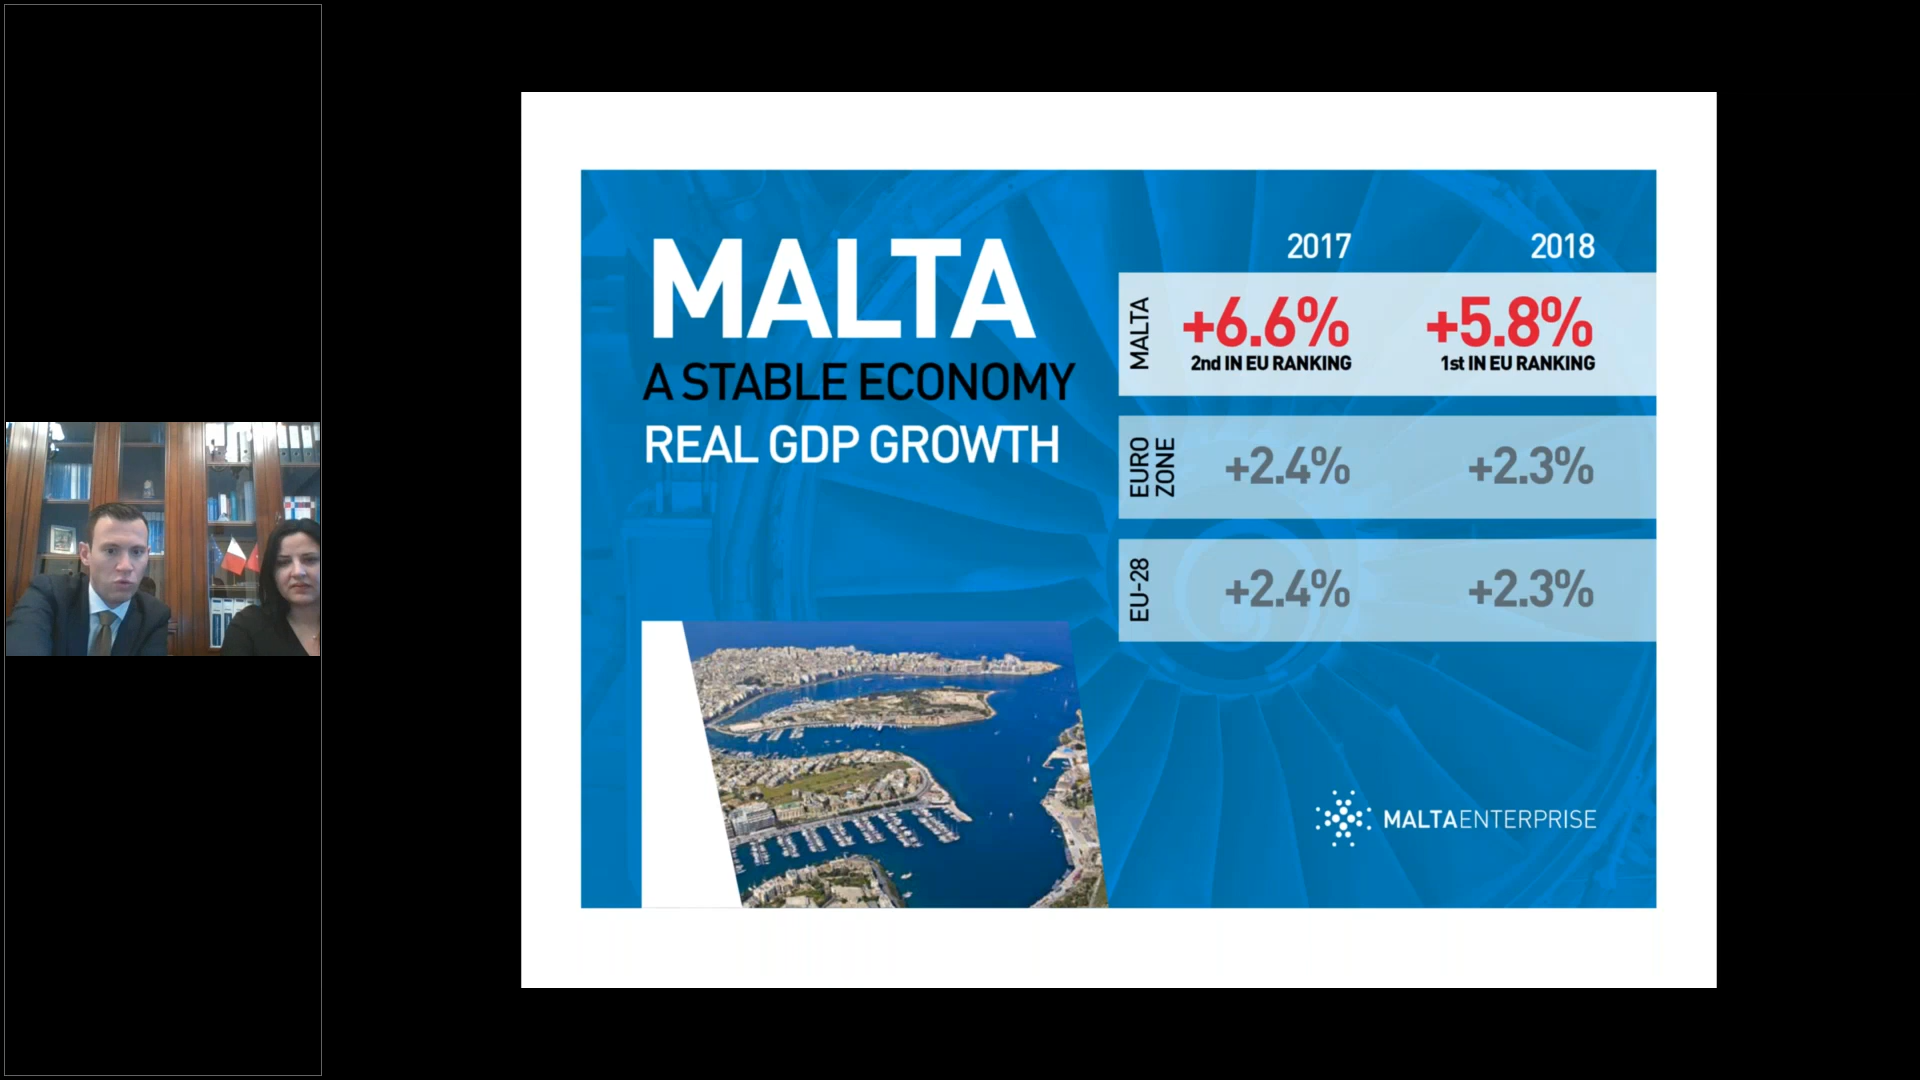 MALTA
A STABLE ECONOMY
REAL GDP GROWTH
2017 2018
MALTA
+6.6% +5.8%
2nd IN EU RANKING 1st IN EU RANKING
EURO
ZONE
+2.4% +2.3%
EU-28
+2.4% +2.3%
MALTAENTERPRISE